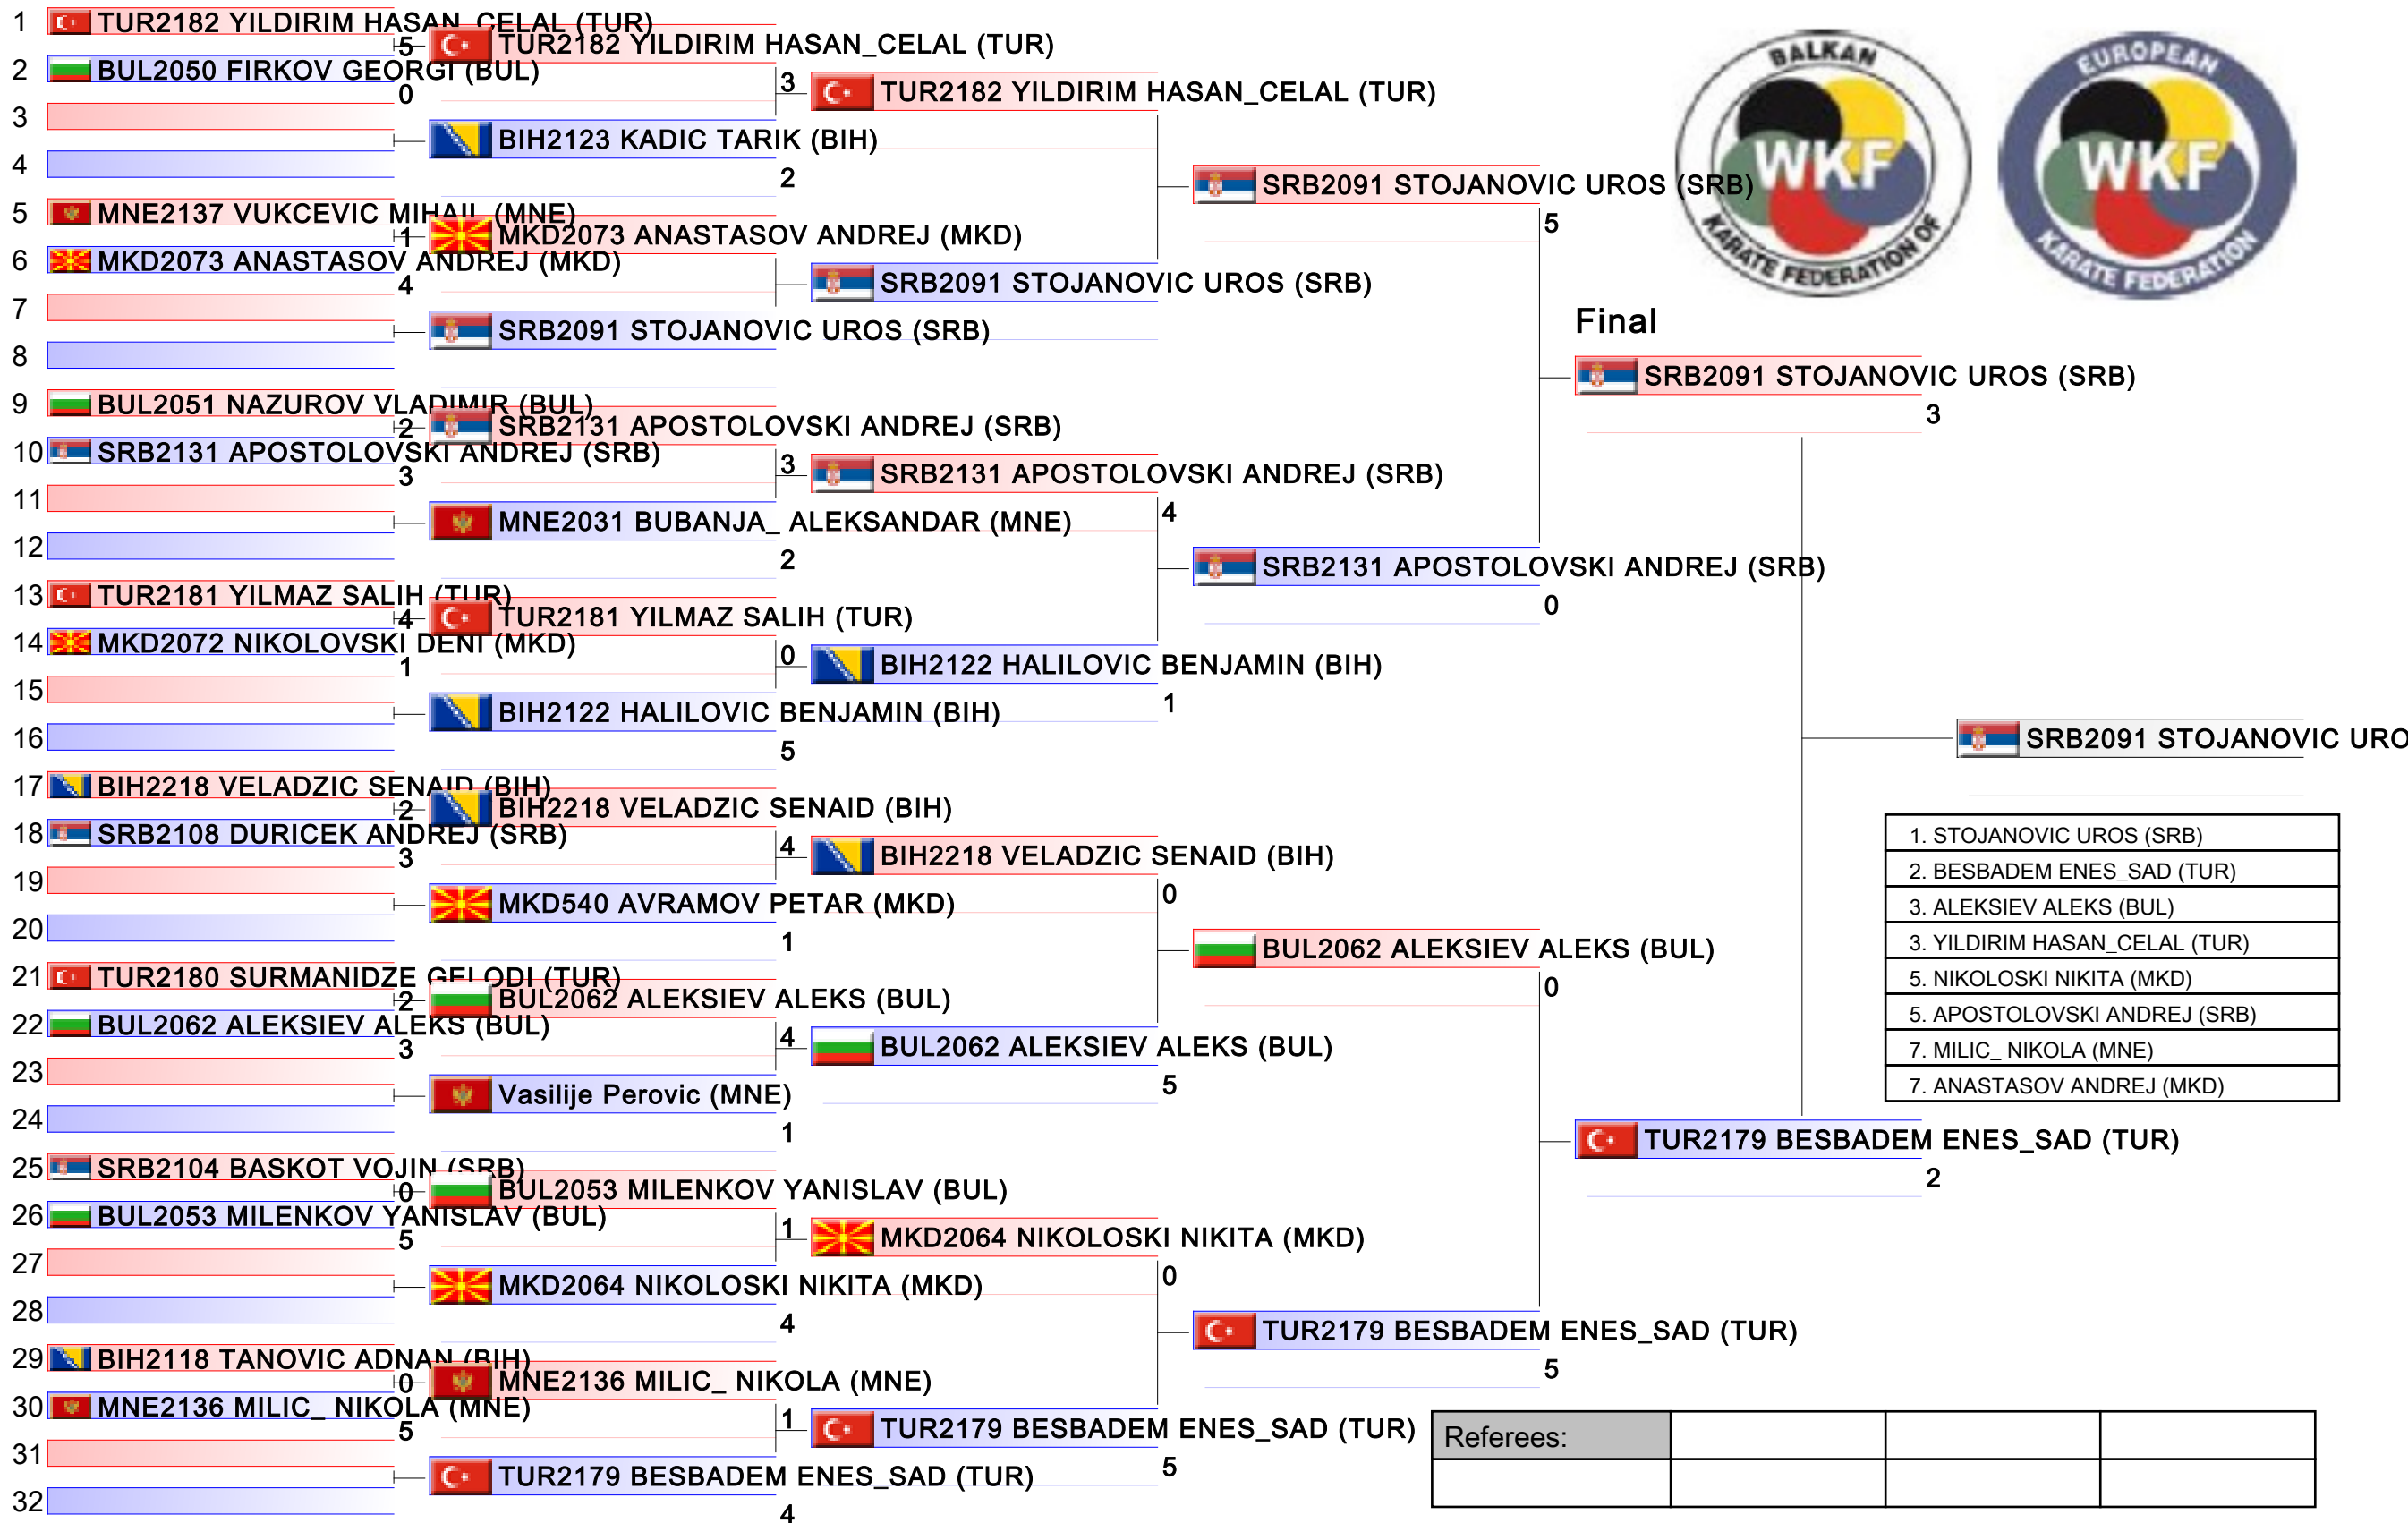 1 TUR2182 YILDIRIM HASAN_CELAL (TUR)
5
2 BUL2050 FIRKOV GEORGI (BUL)
0
3
4
5 MNE2137 VUKCEVIC MIHAIL (MNE)
1
6 MKD2073 ANASTASOV ANDREJ (MKD)
4
7
8
9 BUL2051 NAZUROV VLADIMIR (BUL)
2
10 SRB2131 APOSTOLOVSKI ANDREJ (SRB)
3
11
12
13 TUR2181 YILMAZ SALIH (TUR)
4
14 MKD2072 NIKOLOVSKI DENI (MKD)
1
15
16
17 BIH2218 VELADZIC SENAID (BIH)
2
18 SRB2108 DURICEK ANDREJ (SRB)
3
19
20
21 TUR2180 SURMANIDZE GELODI (TUR)
2
22 BUL2062 ALEKSIEV ALEKS (BUL)
3
23
24
25 SRB2104 BASKOT VOJIN (SRB)
0
26 BUL2053 MILENKOV YANISLAV (BUL)
5
27
28
29 BIH2118 TANOVIC ADNAN (BIH)
0
30 MNE2136 MILIC_ NIKOLA (MNE)
5
31
32
TUR2182 YILDIRIM HASAN_CELAL (TUR)
3
BIH2123 KADIC TARIK (BIH)
2
MKD2073 ANASTASOV ANDREJ (MKD)
SRB2091 STOJANOVIC UROS (SRB)
SRB2131 APOSTOLOVSKI ANDREJ (SRB)
3
MNE2031 BUBANJA_ ALEKSANDAR (MNE)
2
TUR2181 YILMAZ SALIH (TUR)
0
BIH2122 HALILOVIC BENJAMIN (BIH)
5
BIH2218 VELADZIC SENAID (BIH)
4
MKD540 AVRAMOV PETAR (MKD)
1
BUL2062 ALEKSIEV ALEKS (BUL)
4
Vasilije Perovic (MNE)
1
BUL2053 MILENKOV YANISLAV (BUL)
1
MKD2064 NIKOLOSKI NIKITA (MKD)
4
MNE2136 MILIC_ NIKOLA (MNE)
1
TUR2179 BESBADEM ENES_SAD (TUR)
4
TUR2182 YILDIRIM HASAN_CELAL (TUR)
SRB2091 STOJANOVIC UROS (SRB)
SRB2131 APOSTOLOVSKI ANDREJ (SRB)
4
BIH2122 HALILOVIC BENJAMIN (BIH)
1
BIH2218 VELADZIC SENAID (BIH)
0
BUL2062 ALEKSIEV ALEKS (BUL)
5
MKD2064 NIKOLOSKI NIKITA (MKD)
0
TUR2179 BESBADEM ENES_SAD (TUR)
5
SRB2091 STOJANOVIC UROS (SRB)
5
SRB2131 APOSTOLOVSKI ANDREJ (SRB)
0
BUL2062 ALEKSIEV ALEKS (BUL)
0
TUR2179 BESBADEM ENES_SAD (TUR)
5
BALKAN
WKF
KARATE FEDERATION OF
EUROPEAN
WKF
KARATE FEDERATION
Final
SRB2091 STOJANOVIC UROS (SRB)
3
TUR2179 BESBADEM ENES_SAD (TUR)
2
SRB2091 STOJANOVIC URO
1. STOJANOVIC UROS (SRB)
2. BESBADEM ENES_SAD (TUR)
3. ALEKSIEV ALEKS (BUL)
3. YILDIRIM HASAN_CELAL (TUR)
5. NIKOLOSKI NIKITA (MKD)
5. APOSTOLOVSKI ANDREJ (SRB)
7. MILIC_ NIKOLA (MNE)
7. ANASTASOV ANDREJ (MKD)
Referees: